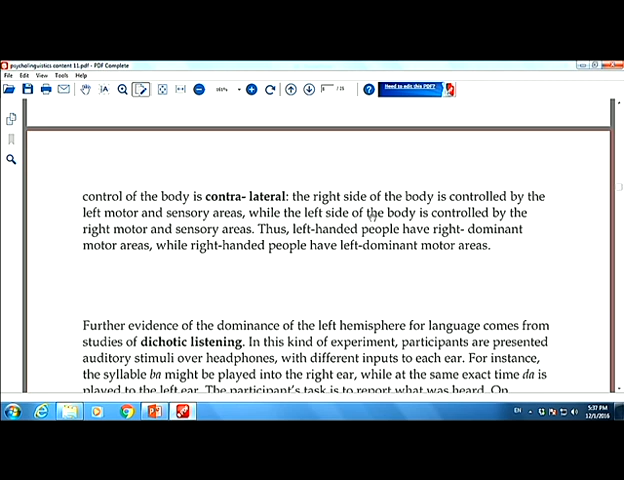 psycholinguistics content 11.pdf - PDF Complete
File Edit View Tools Help
Need to edit this PDF?
control of the body is contra- lateral: the right side of the body is controlled by the
left motor and sensory areas, while the left side of the body is controlled by the
right motor and sensory areas. Thus, left-handed people have right- dominant
motor areas, while right-handed people have left-dominant motor areas.
Further evidence of the dominance of the left hemisphere for language comes from
studies of dichotic listening. In this kind of experiment, participants are presented
auditory stimuli over headphones, with different inputs to each ear. For instance,
the syllable ba might be played into the right ear, while at the same exact time da is
played to the left ear. The participant's task is to report what was heard. On
EN
5:37 PM
12/1/2016